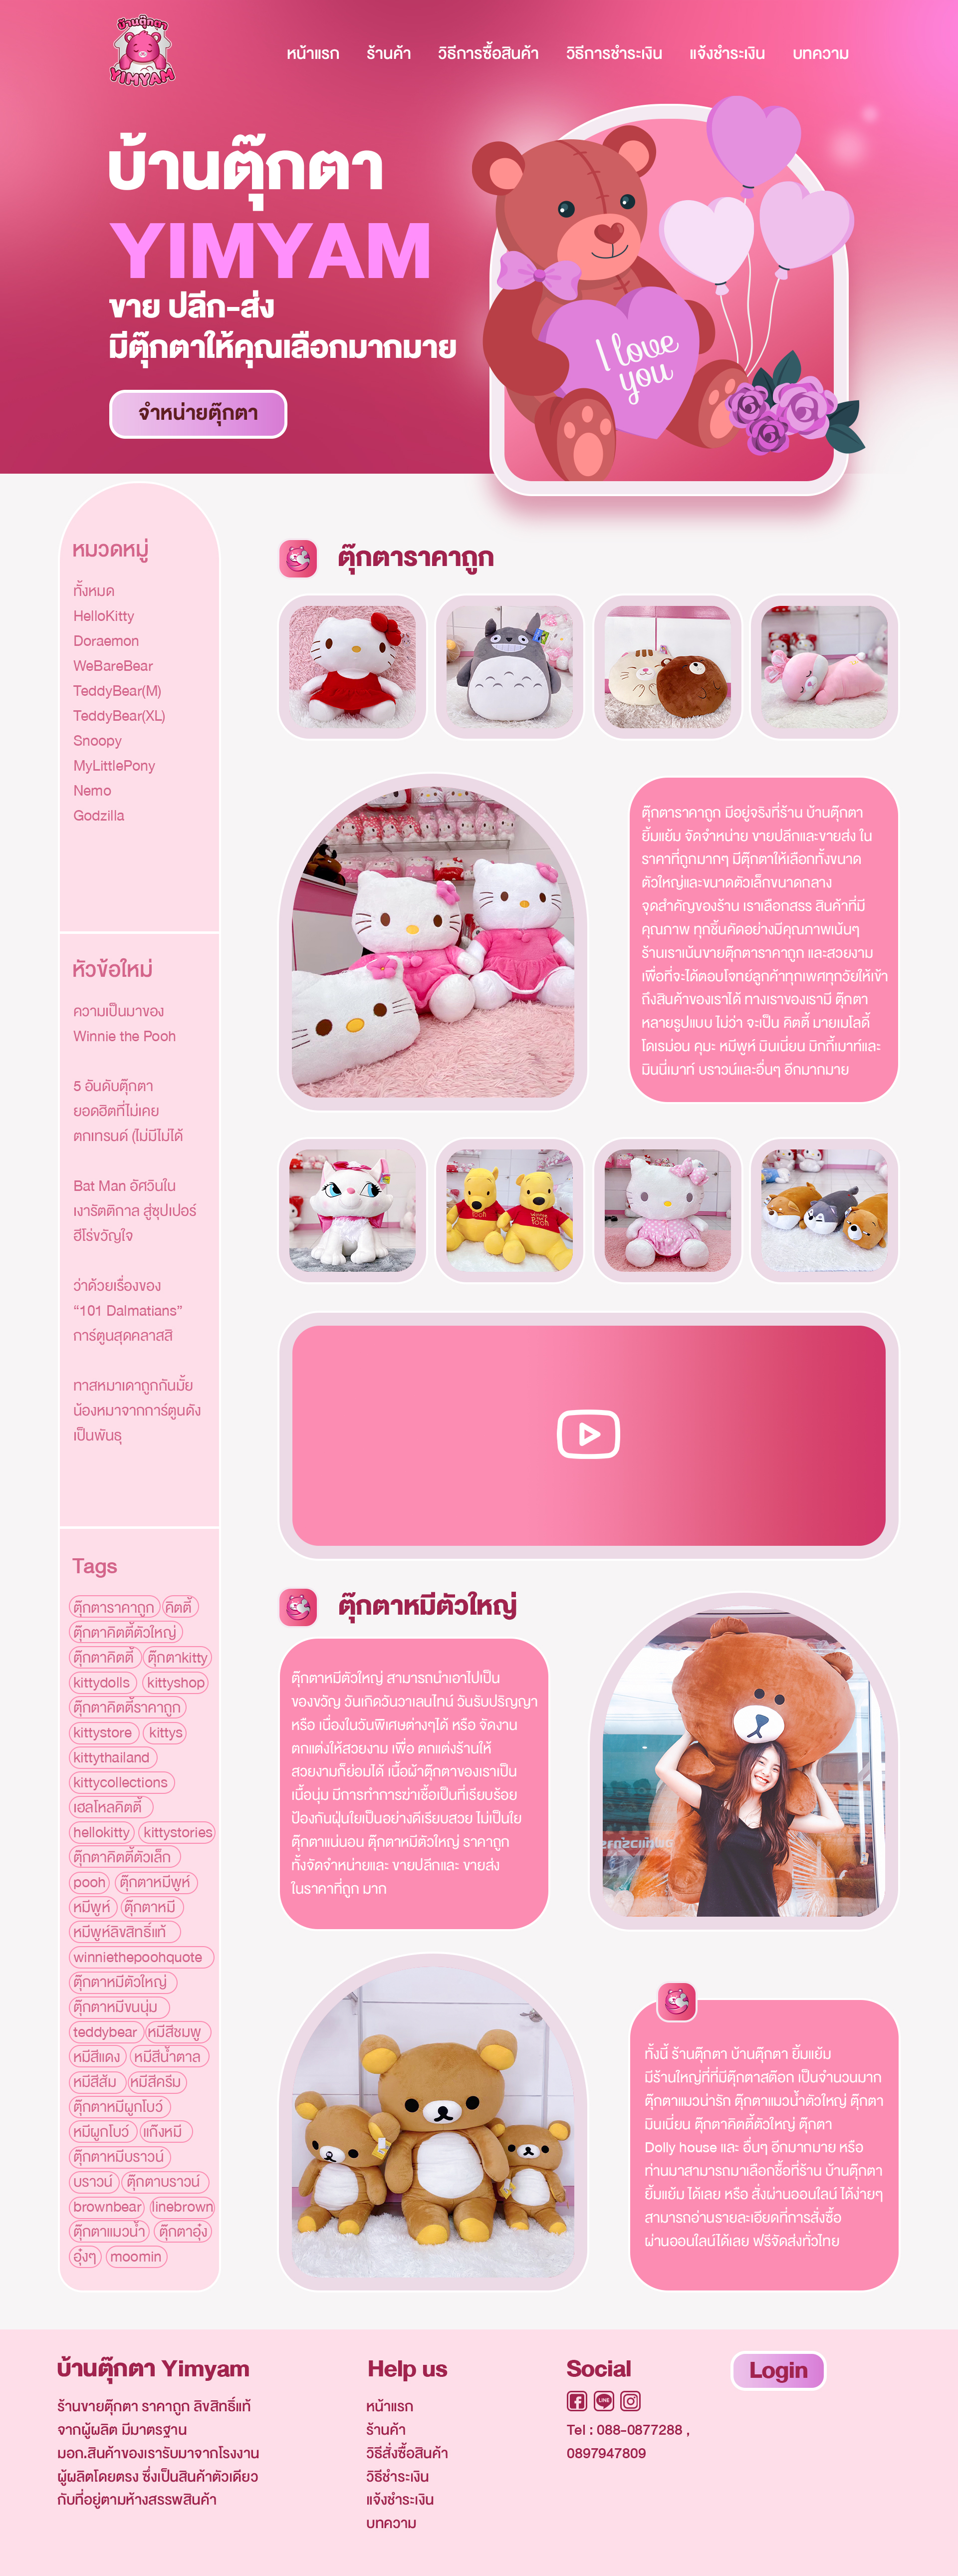 บ้านตุ๊กตา
YIMYAM
หน้าแรก
ร้านค้า
วิธีการซื้อสินค้า
วิธีการชำระเงิน
แจ้งชำระเงิน
บทความ
บ้านตุ๊กตา
YIMYAM
ขาย ปลีก-ส่ง
มีตุ๊กตาให้คุณเลือกมากมาย
จำหน่ายตุ๊กตา
I love
you
หมวดหมู่
ทั้งหมด
HelloKitty
Doraemon
WeBareBear
TeddyBear(M)
TeddyBear(XL)
Snoopy
MyLittlePony
Nemo
Godzilla
หัวข้อใหม่
ความเป็นมาของ
Winnie the Pooh
5 อันดับตุ๊กตา
ยอดฮิตที่ไม่เคย
ตกเทรนด์ (ไม่มีไม่ได้
Bat Man อัศวินใน
เงารัตติกาล สู่ซุปเปอร์
ฮีโร่ขวัญใจ
ว่าด้วยเรื่องของ
“101 Dalmatians”
การ์ตูนสุดคลาสสิ
ทาสหมาเดาถูกกันมั้ย
น้องหมาจากการ์ตูนดัง
เป็นพันธุ
Tags
ตุ๊กตาราคาถูก คิตตี้
ตุ๊กตาคิตตี้ตัวใหญ่
ตุ๊กตาคิตตี้ ตุ๊กตาkitty
kittydolls kittyshop
ตุ๊กตาคิตตี้ราคาถูก
kittystore kittys
kittythailand
kittycollections
เฮลโหลคิตตี้
hellokitty kittystories
ตุ๊กตาคิตตี้ตัวเล็ก
pooh ตุ๊กตาหมีพูห์
หมีพูห์ ตุ๊กตาหมี
หมีพูห์ลิขสิทธิ์แท้
winniethepoohquote
ตุ๊กตาหมีตัวใหญ่
ตุ๊กตาหมีขนนุ่ม
teddybear หมีสีชมพู
หมีสีแดง หมีสีน้ำตาล
หมีสีส้ม หมีสีครีม
ตุ๊กตาหมีผูกโบว์
หมีผูกโบว์ แก๊งหมี
ตุ๊กตาหมีบราวน์
บราวน์ ตุ๊กตาบราวน์
brownbear linebrown
ตุ๊กตาแมวน้ำ ตุ๊กตาอุ๋ง
อุ๋งๆ moomin
ตุ๊กตาราคาถูก
ตุ๊กตาราคาถูก มีอยู่จริงที่ร้าน บ้านตุ๊กตา
ยิ้มแย้ม จัดจำหน่าย ขายปลีกและขายส่ง ใน
ราคาที่ถูกมากๆ มีตุ๊กตาให้เลือกทั้งขนาด
ตัวใหญ่และขนาดตัวเล็กขนาดกลาง
จุดสำคัญของร้าน เราเลือกสรร สินค้าที่มี
คุณภาพ ทุกชิ้นคัดอย่างมีคุณภาพเน้นๆ
ร้านเราเน้นขายตุ๊กตาราคาถูก และสวยงาม
เพื่อที่จะได้ตอบโจทย์ลูกค้าทุกเพศทุกวัยให้เข้า
ถึงสินค้าของเราได้ ทางเราของเรามี ตุ๊กตา
หลายรูปแบบ ไม่ว่า จะเป็น คิตตี้ มายเมโลดี้
โดเรม่อน คุมะ หมีพูห์ มินเนี่ยน มิกกี้เมาท์และ
มินนี่เมาท์ บราวน์และอื่นๆ อีกมากมาย
Pooh
WINNIE THE
Pooh
ตุ๊กตาหมีตัวใหญ่
ตุ๊กตาหมีตัวใหญ่ สามารถนำเอาไปเป็น
ของขวัญ วันเกิดวันวาเลนไทน์ วันรับปริญญา
หรือ เนื่องในวันพิเศษต่างๆได้ หรือ จัดงาน
ตกแต่งให้สวยงาม เพื่อ ตกแต่งร้านให้
สวยงามก็ย่อมได้ เนื้อผ้าตุ๊กตาของเราเป็น
เนื้อนุ่ม มีการทำการฆ่าเชื้อเป็นที่เรียบร้อย
ป้องกันฝุ่นใยเป็นอย่างดีเรียบสวย ไม่เป็นใย
ตุ๊กตาแน่นอน ตุ๊กตาหมีตัวใหญ่ ราคาถูก
ทั้งจัดจำหน่ายและ ขายปลีกและ ขายส่ง
ในราคาที่ถูก มาก
ทั้งนี้ ร้านตุ๊กตา บ้านตุ๊กตา ยิ้มแย้ม
มีร้านใหญ่ที่ที่มีตุ๊กตาสต๊อก เป็นจำนวนมาก
ตุ๊กตาแมวน่ารัก ตุ๊กตาแมวน้ำตัวใหญ่ ตุ๊กตา
มินเนี่ยน ตุ๊กตาคิตตี้ตัวใหญ่ ตุ๊กตา
Dolly house และ อื่นๆ อีกมากมาย หรือ
ท่านมาสามารถมาเลือกซื้อที่ร้าน บ้านตุ๊กตา
ยิ้มแย้ม ได้เลย หรือ สั่งผ่านออนไลน์ ได้ง่ายๆ
สามารถอ่านรายละเอียดที่การสั่งซื้อ
ผ่านออนไลน์ได้เลย ฟรีจัดส่งทั่วไทย
บ้านตุ๊กตา Yimyam
ร้านขายตุ๊กตา ราคาถูก ลิขสิทธิ์แท้
จากผู้ผลิต มีมาตรฐาน
มอก.สินค้าของเรารับมาจากโรงงาน
ผู้ผลิตโดยตรง ซึ่งเป็นสินค้าตัวเดียว
กับที่อยู่ตามห้างสรรพสินค้า
Help us
หน้าแรก
ร้านค้า
วิธีสั่งซื้อสินค้า
วิธีชำระเงิน
แจ้งชำระเงิน
บทความ
Social
LINE
Tel : 088-0877288 ,
0897947809
Login